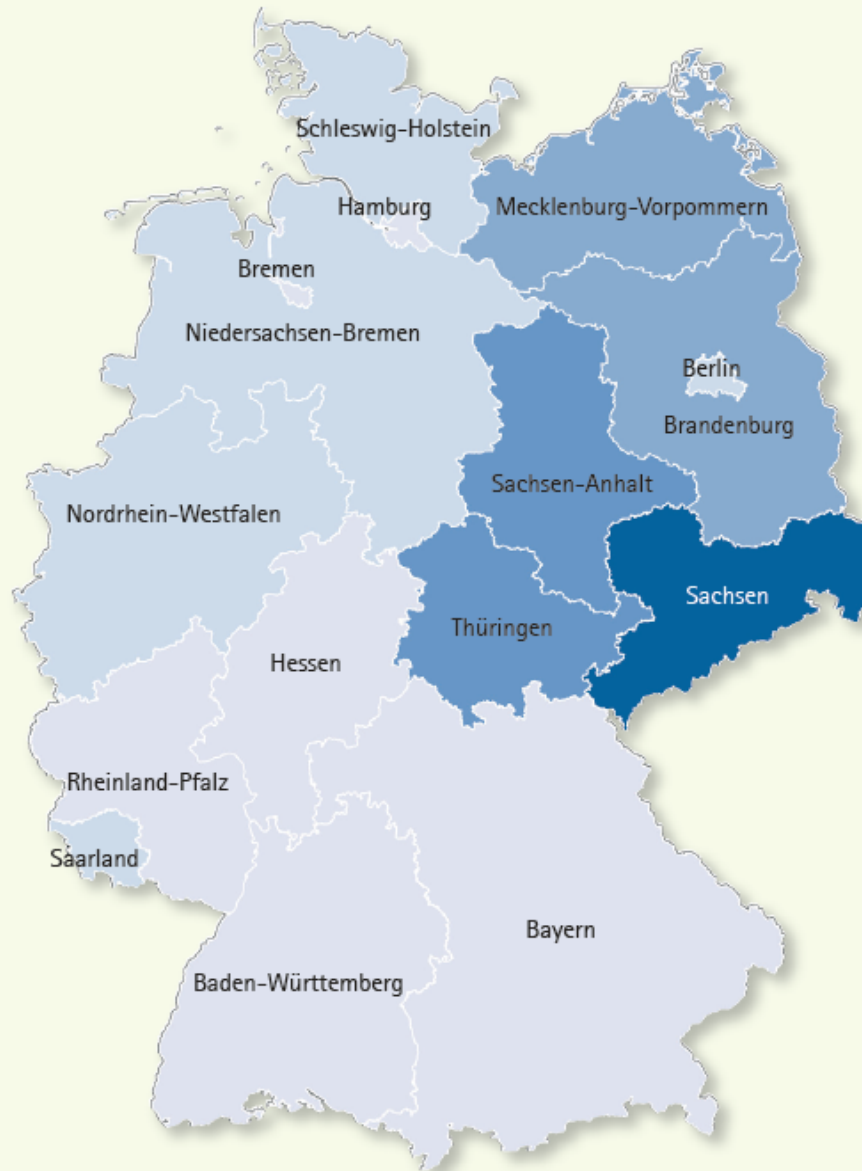 Schleswig-Holstein
Hamburg
Mecklenburg-Vorpommern
Bremen
Niedersachsen-Bremen
Berlin
Brandenburg
Sachsen-Anhalt
Nordrhein-Westfalen
Sachsen
Thüringen
Hessen
Rheinland-Pfalz
Saarland
Bayern
Baden-Württemberg